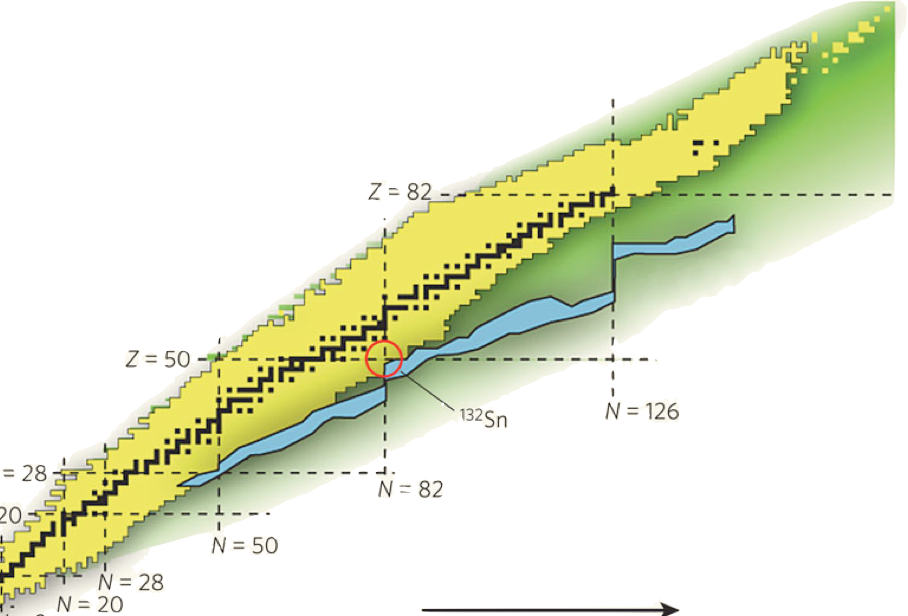 Z = 82
Z = 50
132Sn
N = 126
= 28
N = 82
20
N = 50
N = 28
N = 20